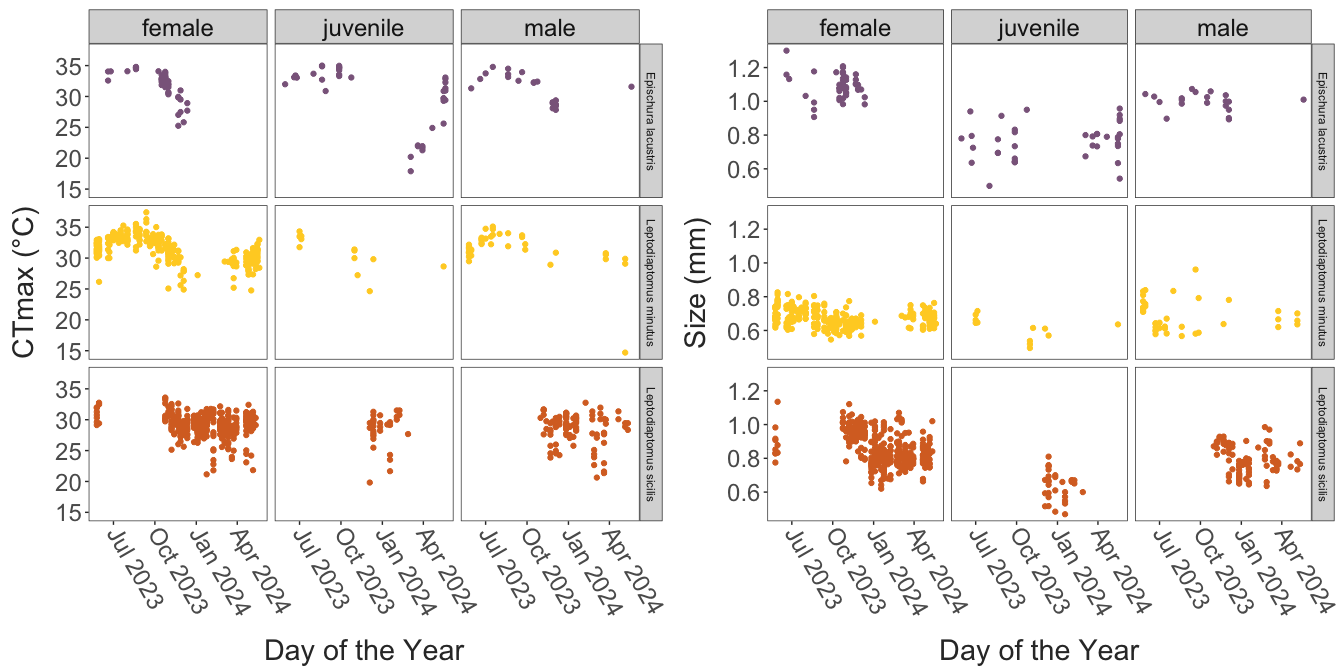 female juvenile male
35
30
25
20
15
Epischura lacustris
35
30
25
20
15
Leptodiaptomus minutus
35
30
25
20
15
Leptodiaptomus sicilis
CTmax (°C)
Jul 2023 Oct 2023 Jan 2024 Apr 2024 Jul 2023 Oct 2023 Jan 2024 Apr 2024 Jul 2023 Oct 2023 Jan 2024 Apr 2024
Day of the Year
female juvenile male
1.2
1.0
0.8
0.6
Epischura lacustris
1.2
1.0
0.8
0.6
Leptodiaptomus minutus
1.2
1.0
0.8
0.6
Leptodiaptomus sicilis
Size (mm)
Jul 2023 Oct 2023 Jan 2024 Apr 2024 Jul 2023 Oct 2023 Jan 2024 Apr 2024 Jul 2023 Oct 2023 Jan 2024 Apr 2024
Day of the Year